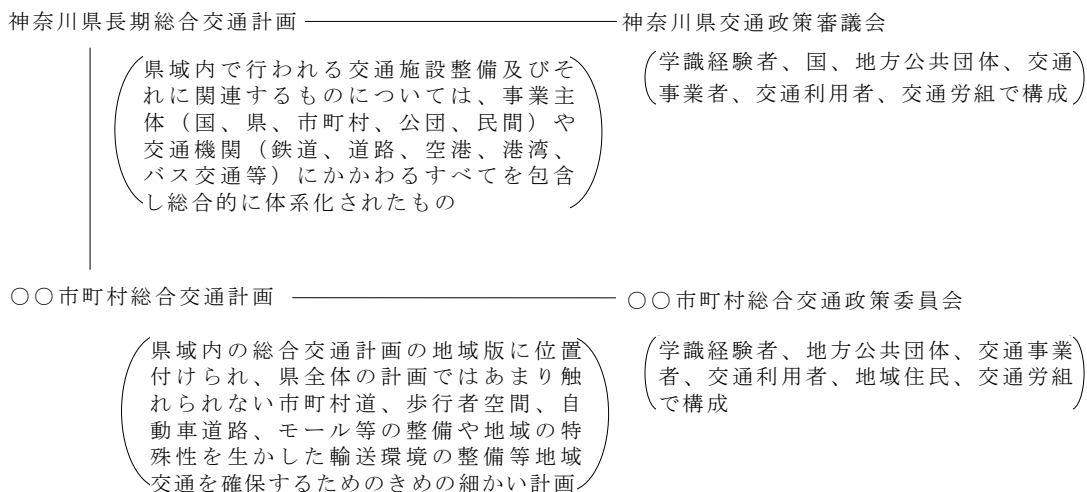 神奈川県長期総合交通計画
神奈川県交通政策審議会
県域内で行われる交通施設整備及びそ
れに関連するものについては、事業主
体（国、県、市町村、公団、民間）や
交通機関（鉄道、道路、空港、港湾、
バス交通等）にかかわるすべてを包含
し総合的に体系化されたもの
学識経験者、国、地方公共団体、交通
事業者、交通利用者、交通労組で構成
○○市町村総合交通計画
○○市町村総合交通政策委員会
県域内の総合交通計画の地域版に位置
付けられ、県全体の計画ではあまり触
れられない市町村道、歩行者空間、自
動車道路、モール等の整備や地域の特
殊性を生かした輸送環境の整備等地域
交通を確保するためのきめの細かい計画
学識経験者、地方公共団体、交通事業
者、交通利用者、地域住民、交通労組
で構成